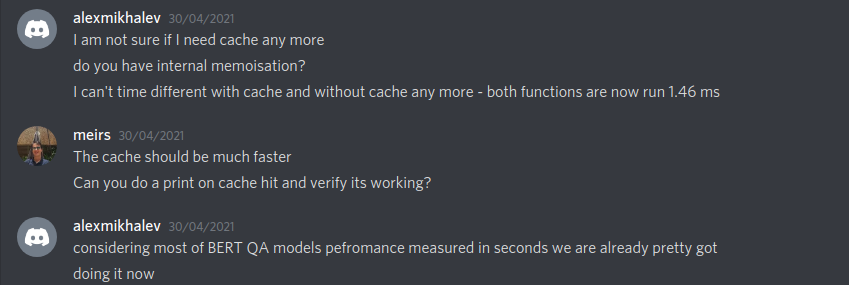 alexmikhalev 30/04/2021
I am not sure if I need cache any more
do you have internal memoisation?
I can't time different with cache and without cache any more - both functions are now run 1.46 ms
meirs 30/04/2021
The cache should be much faster
Can you do a print on cache hit and verify its working?
alexmikhalev 30/04/2021
considering most of BERT QA models pefromance measured in seconds we are already pretty got
doing it now